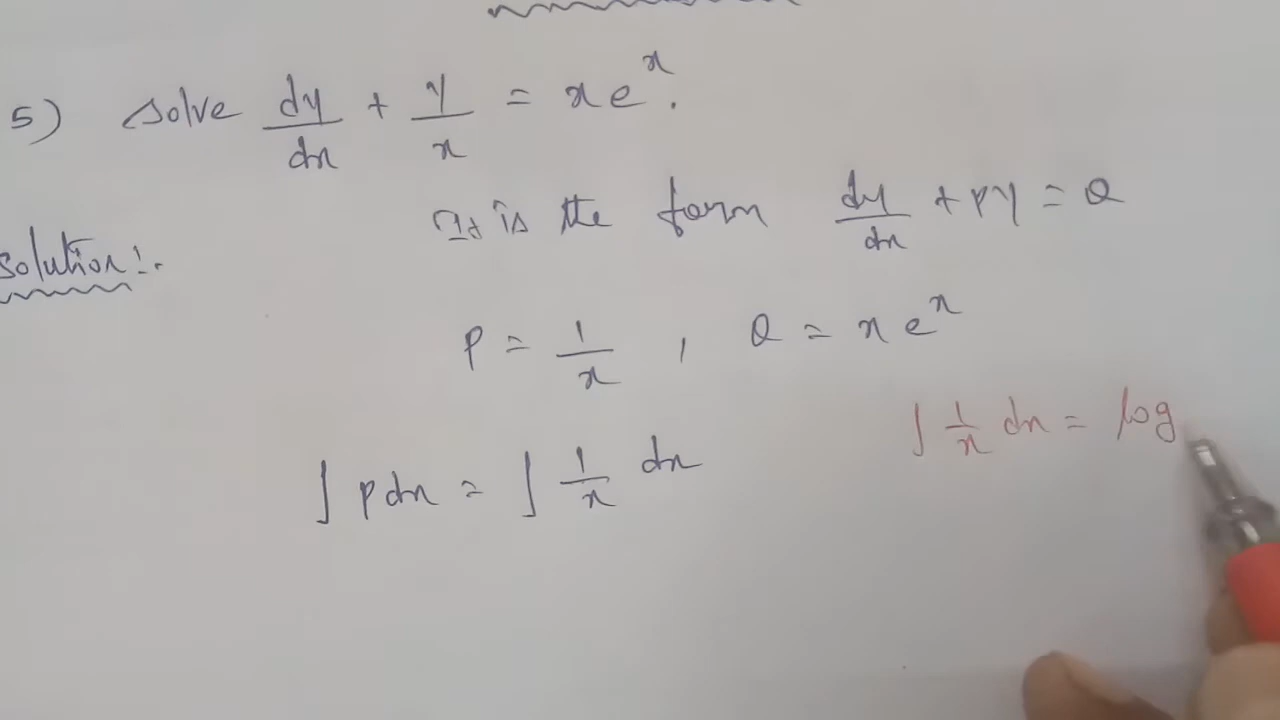 5) Solve dy/dx + y/x = xe^x.
It is the form dy/dx + Py = Q
Solution:-
P = 1/x , Q = x e^x
∫ 1/x dx = log
∫ P dx = ∫ 1/x dx